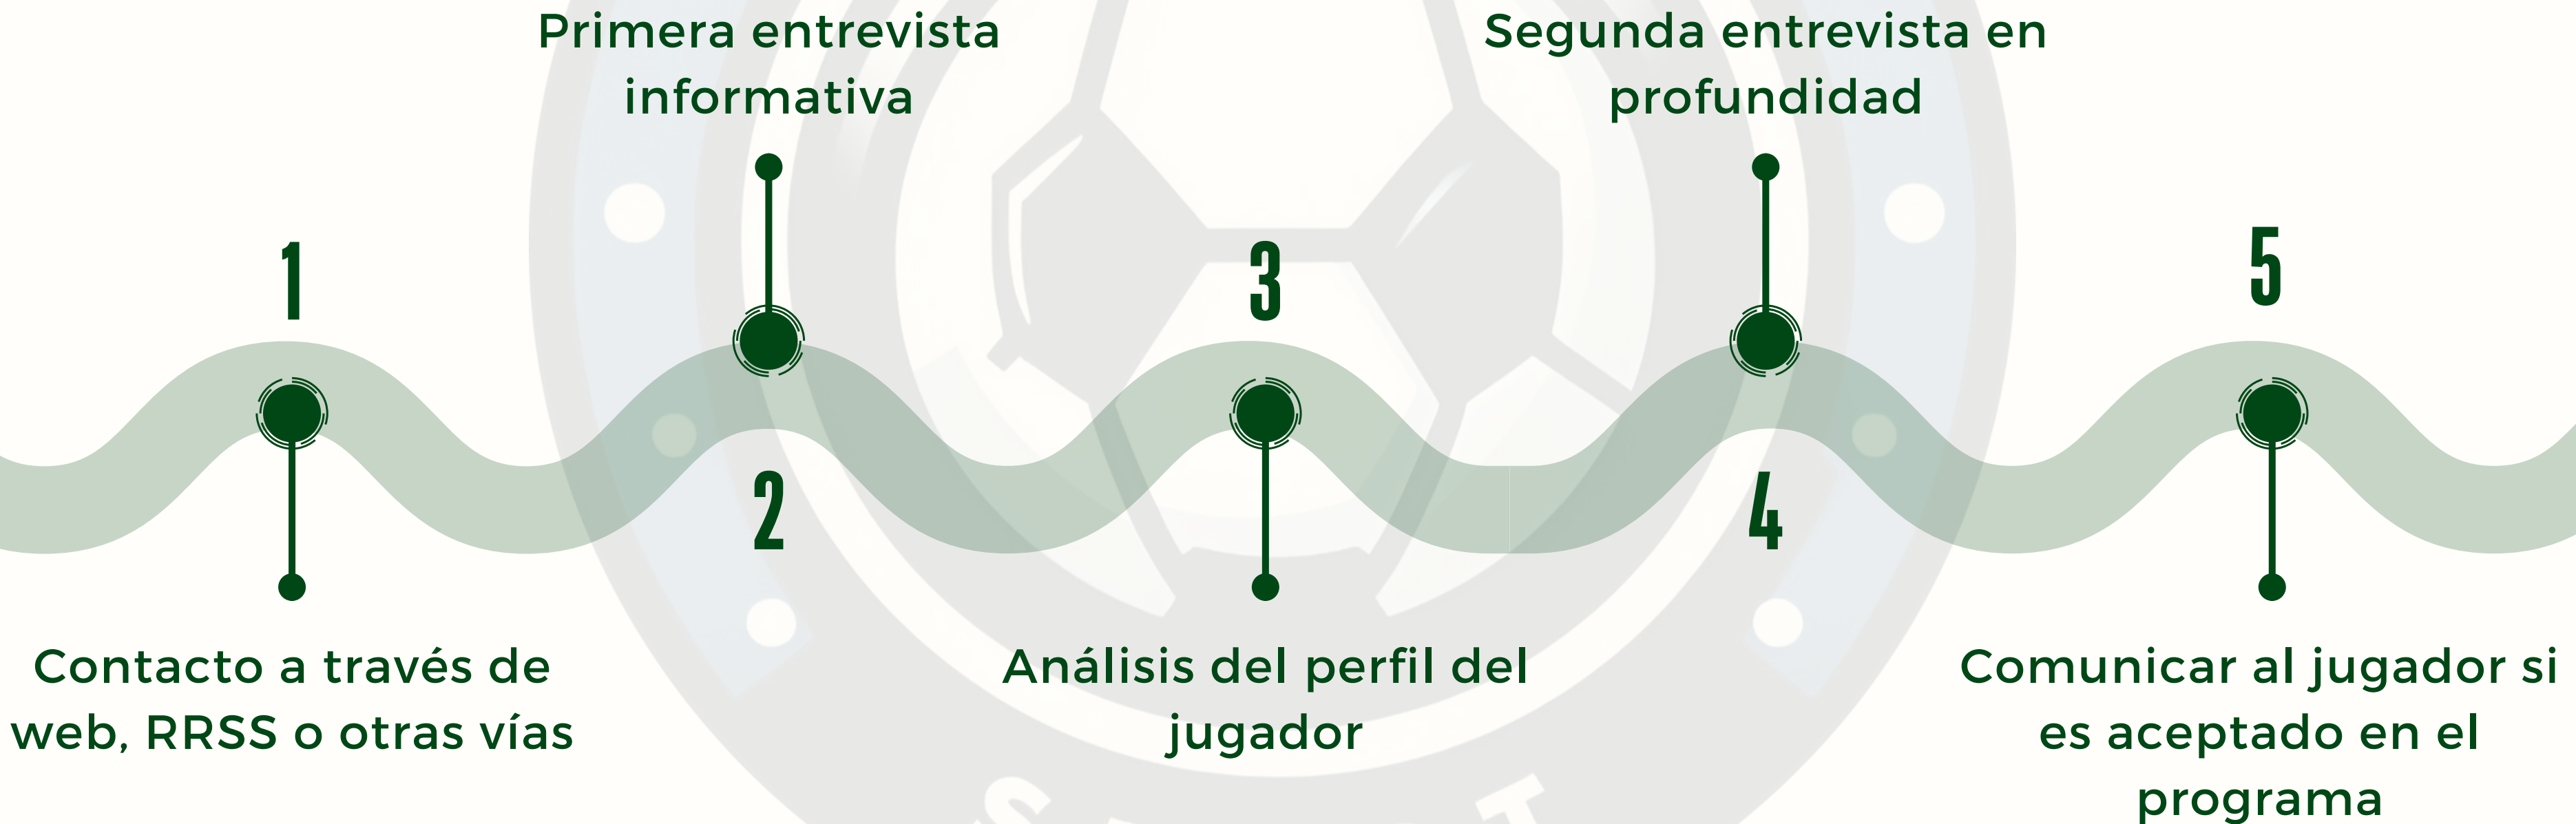 1
Contacto a través de
web, RRSS o otras vías
Primera entrevista
informativa
2
3
Análisis del perfil del
jugador
Segunda entrevista en
profundidad
4
5
Comunicar al jugador si
es aceptado en el
programa